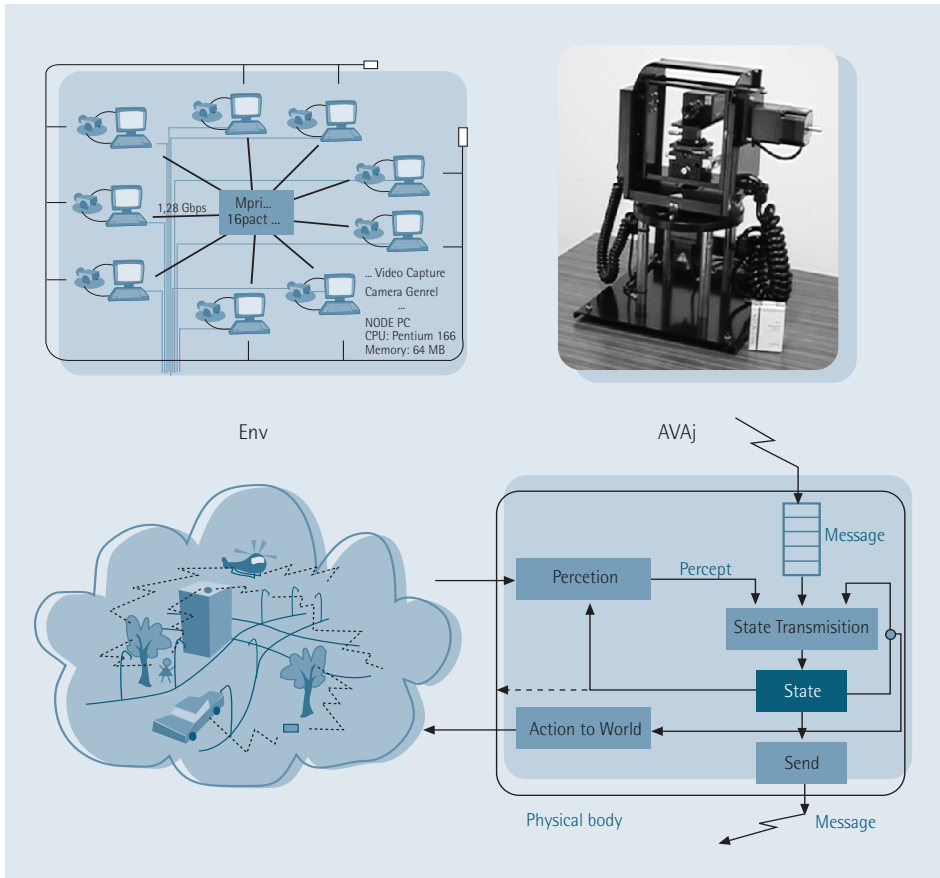 1,28 Gbps
Mpri...
16pact ...
... Video Capture
Camera Genrel
...
NODE PC
CPU: Pentium 166
Memory: 64 MB
Env
AVAj
Message
Percetion
Percept
State Transmisition
State
Action to World
Send
Physical body
Message